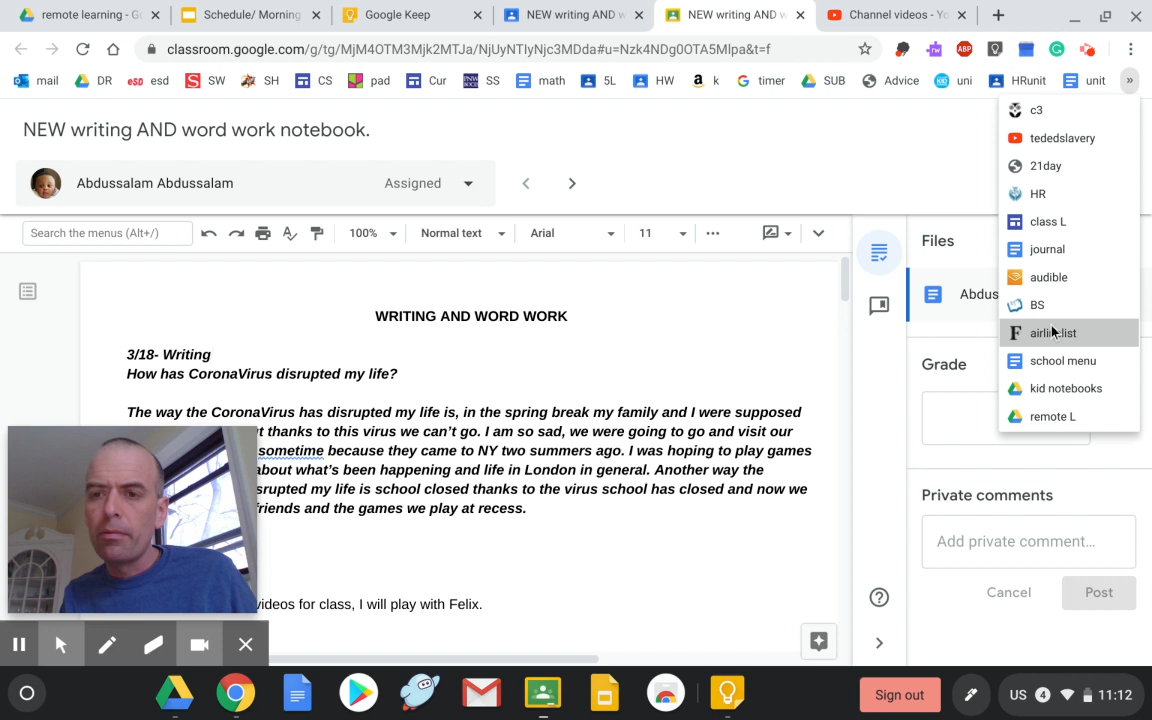 remote learning - G
Schedule/ Morning
Google Keep
NEW writing AND w
NEW writing AND w
Channel videos - Yo
classroom.google.com/g/tg/MjM4OTM3Mjk2MTJa/NjUyNTIyNjc3MDda#u=Nzk4NDg0OTA5Mlpa&t=f
mail DR esd esd SW SH CS pad Cur SS math 5L HW k timer SUB Advice uni HRunit unit »
NEW writing AND word work notebook.
Abdussalam Abdussalam Assigned
Search the menus (Alt+/) 100% Normal text Arial 11
WRITING AND WORD WORK
3/18- Writing
How has CoronaVirus disrupted my life?
The way the CoronaVirus has disrupted my life is, in the spring break my family and I were supposed
t thanks to this virus we can't go. I am so sad, we were going to go and visit our
sometime because they came to NY two summers ago. I was hoping to play games
about what's been happening and life in London in general. Another way the
srupted my life is school closed thanks to the virus school has closed and now we
friends and the games we play at recess.
videos for class, I will play with Felix.
c3
tededslavery
21day
HR
class L
journal
audible
BS
F airlinelist
school menu
kid notebooks
remote L
Files
Abdus
Grade
Private comments
Add private comment...
Cancel Post
Sign out
US 4 11:12